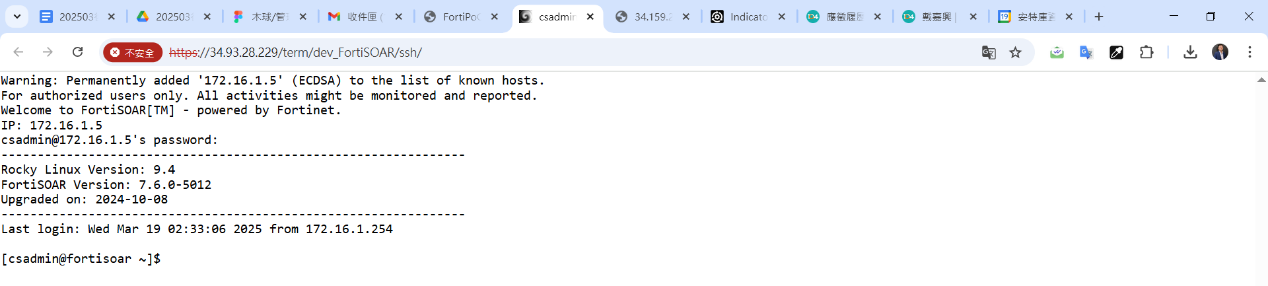 202503
202503
木球/雲
收件匣 (
FortiPoC
csadmin
34.159.
Indicato
應徵履歷
戴嘉興 |
安特庫
不安全 https://34.93.28.229/term/dev_FortiSOAR/ssh/
Warning: Permanently added '172.16.1.5' (ECDSA) to the list of known hosts.
For authorized users only. All activities might be monitored and reported.
Welcome to FortiSOAR[TM] - powered by Fortinet.
IP: 172.16.1.5
csadmin@172.16.1.5's password:
----------------------------------------------------------------
Rocky Linux Version: 9.4
FortiSOAR Version: 7.6.0-5012
Upgraded on: 2024-10-08
----------------------------------------------------------------
Last login: Wed Mar 19 02:33:06 2025 from 172.16.1.254
[csadmin@fortisoar ~]$